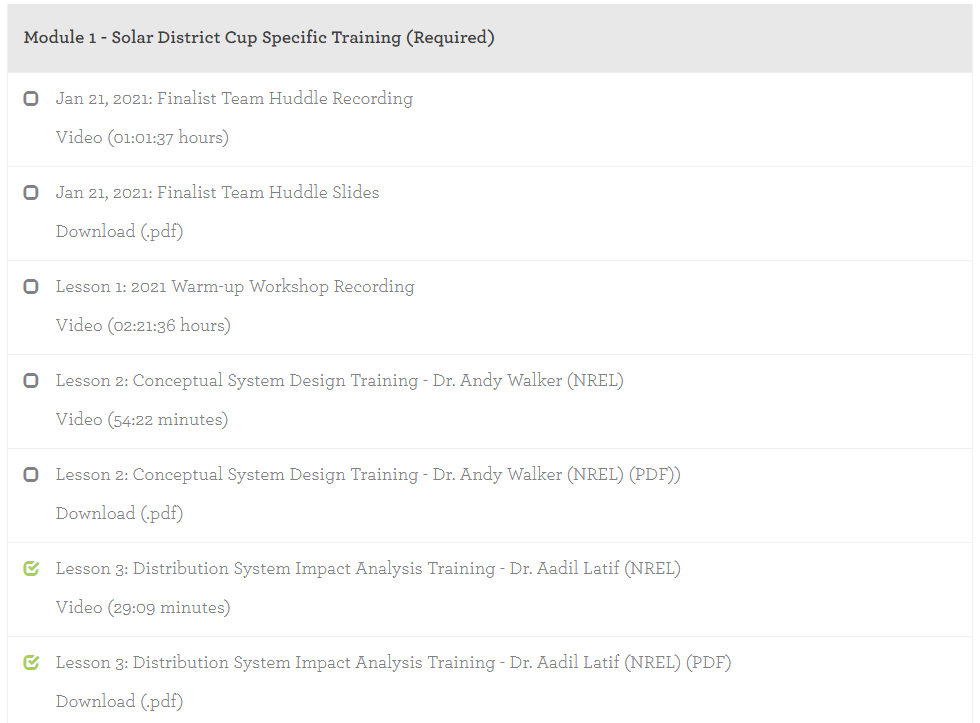 Module 1 - Solar District Cup Specific Training (Required)
Jan 21, 2021: Finalist Team Huddle Recording
Video (01:01:37 hours)
Jan 21, 2021: Finalist Team Huddle Slides
Download (.pdf)
Lesson 1: 2021 Warm-up Workshop Recording
Video (02:21:36 hours)
Lesson 2: Conceptual System Design Training - Dr. Andy Walker (NREL)
Video (54:22 minutes)
Lesson 2: Conceptual System Design Training - Dr. Andy Walker (NREL) (PDF))
Download (.pdf)
Lesson 3: Distribution System Impact Analysis Training - Dr. Aadil Latif (NREL)
Video (29:09 minutes)
Lesson 3: Distribution System Impact Analysis Training - Dr. Aadil Latif (NREL) (PDF)
Download (.pdf)